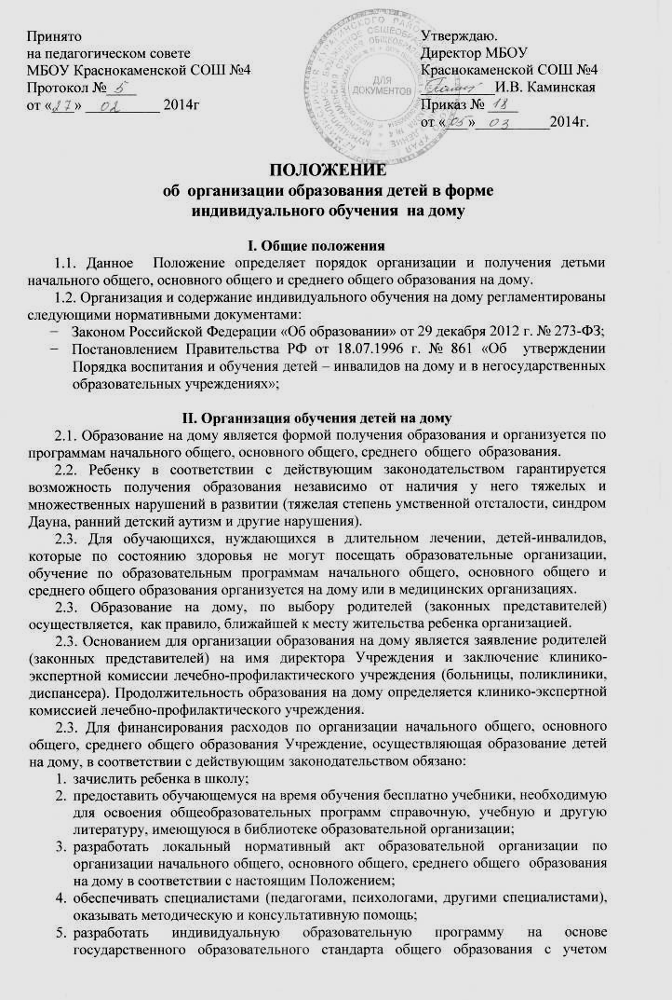 Принято
на педагогическом совете
МБОУ Краснокаменской СОШ №4
Протокол № 5
от «27» 02 2014г
Утверждаю.
Директор МБОУ
Краснокаменской СОШ №4
И.В. Каминская
Приказ № 18
от «05» 03 2014г.
ДЛЯ
ДОКУМЕНТОВ
ПОЛОЖЕНИЕ
об организации образования детей в форме
индивидуального обучения на дому
I. Общие положения
1.1. Данное Положение определяет порядок организации и получения детьми
начального общего, основного общего и среднего общего образования на дому.
1.2. Организация и содержание индивидуального обучения на дому регламентированы
следующими нормативными документами:
− Законом Российской Федерации «Об образовании» от 29 декабря 2012 г. № 273-ФЗ;
− Постановлением Правительства РФ от 18.07.1996 г. № 861 «Об утверждении
Порядка воспитания и обучения детей – инвалидов на дому и в негосударственных
образовательных учреждениях»;
II. Организация обучения детей на дому
2.1. Образование на дому является формой получения образования и организуется по
программам начального общего, основного общего, среднего общего образования.
2.2. Ребенку в соответствии с действующим законодательством гарантируется
возможность получения образования независимо от наличия у него тяжелых и
множественных нарушений в развитии (тяжелая степень умственной отсталости, синдром
Дауна, ранний детский аутизм и другие нарушения).
2.3. Для обучающихся, нуждающихся в длительном лечении, детей-инвалидов,
которые по состоянию здоровья не могут посещать образовательные организации,
обучение по образовательным программам начального общего, основного общего и
среднего общего образования организуется на дому или в медицинских организациях.
2.3. Образование на дому, по выбору родителей (законных представителей)
осуществляется, как правило, ближайшей к месту жительства ребенка организацией.
2.3. Основанием для организации образования на дому является заявление родителей
(законных представителей) на имя директора Учреждения и заключение клинико-
экспертной комиссии лечебно-профилактического учреждения (больницы, поликлиники,
диспансера). Продолжительность образования на дому определяется клинико-экспертной
комиссией лечебно-профилактического учреждения.
2.3. Для финансирования расходов по организации начального общего, основного
общего, среднего общего образования Учреждение, осуществляющая образование детей
на дому, в соответствии с действующим законодательством обязано:
1. зачислить ребенка в школу;
2. предоставить обучающемуся на время обучения бесплатно учебники, необходимую
для освоения общеобразовательных программ справочную, учебную и другую
литературу, имеющуюся в библиотеке образовательной организации;
3. разработать локальный нормативный акт образовательной организации по
организации начального общего, основного общего, среднего общего образования
на дому в соответствии с настоящим Положением;
4. обеспечивать специалистами (педагогами, психологами, другими специалистами),
оказывать методическую и консультативную помощь;
5. разработать индивидуальную образовательную программу на основе
государственного образовательного стандарта общего образования с учетом